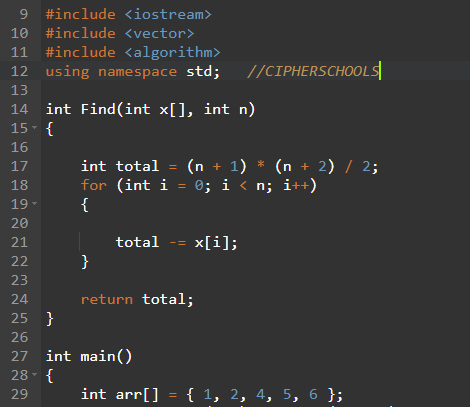 9 #include <iostream>
10 #include <vector>
11 #include <algorithm>
12 using namespace std;   //CIPHERSCHOOLS
13
14 int Find(int x[], int n)
15 {
16
17     int total = (n + 1) * (n + 2) / 2;
18     for (int i = 0; i < n; i++)
19     {
20
21         total -= x[i];
22     }
23
24     return total;
25 }
26
27 int main()
28 {
29     int arr[] = { 1, 2, 4, 5, 6 };